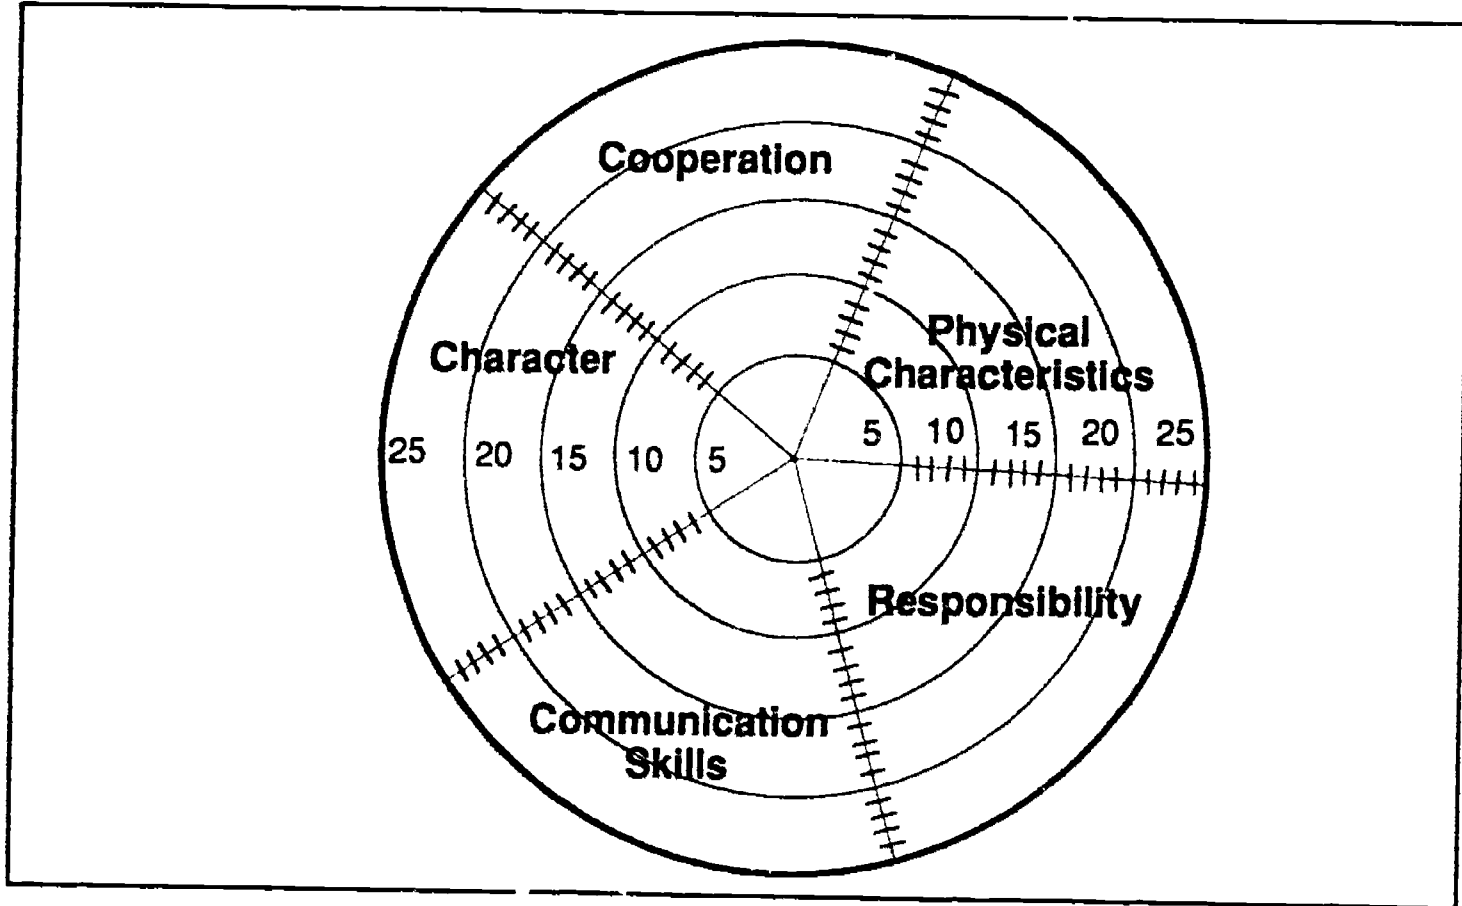 Cooperation
Physical
Characteristics
Character
5 10 15 20 25
25 20 15 10 5
Responsibility
Communication
Skills